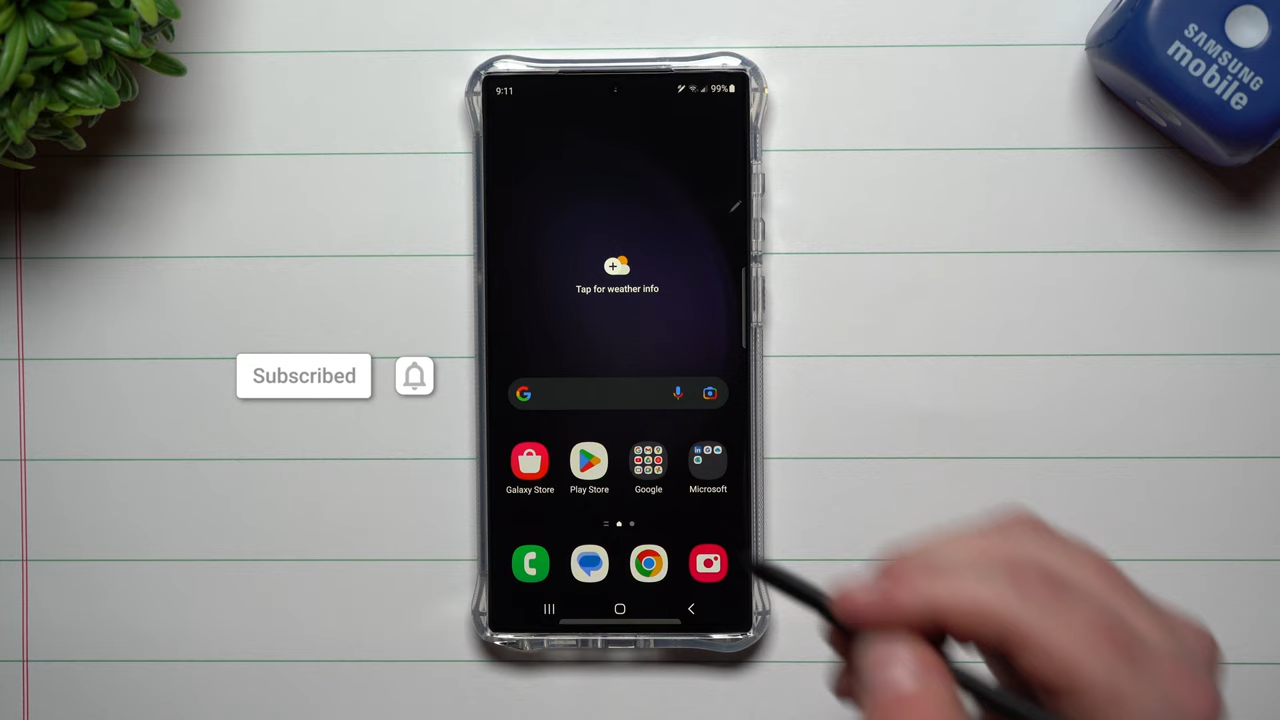 SAMSUNG
mobile
9:11
99%
Tap for weather info
Subscribed
Galaxy Store
Play Store
Google
Microsoft